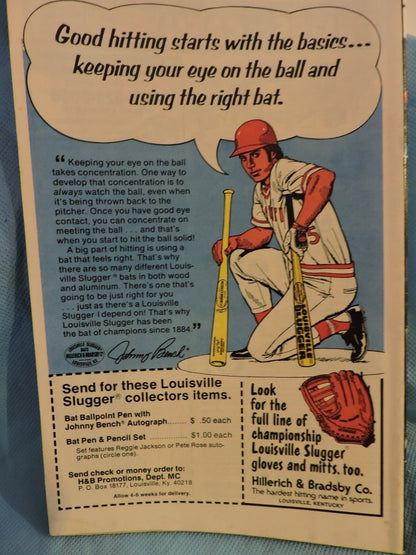 Good hitting starts with the basics...
keeping your eye on the ball and
using the right bat.
“ Keeping your eye on the ball
takes concentration. One way to
develop that concentration is to
always watch the ball, even when
it's being thrown back to the
pitcher. Once you have good eye
contact, you can concentrate on
meeting the ball . . . and that's
when you start to hit the ball solid!
A big part of hitting is using a
bat that feels right. That's why
there are so many different Louis-
ville Slugger® bats in both wood
and aluminum. There's one that's
going to be just right for you
. . . just as there's a Louisville
Slugger I depend on! That's why
Louisville Slugger has been
the bat of champions since 1884.”
LOUISVILLE SLUGGER
HILLERICH & BRADSBY Co
Johnny Bench
5
LOUISVILLE
SLUGGER
Send for these Louisville
Slugger® collectors items.
Bat Ballpoint Pen with
Johnny Bench® Autograph........ $ .50 each
Bat Pen & Pencil Set ............... $1.00 each
Set features Reggie Jackson or Pete Rose auto-
graphs (circle one).
Send check or money order to:
H&B Promotions, Dept. MC
P. O. Box 18177, Louisville, Ky. 40218
Allow 4-6 weeks for delivery.
Look
for the
full line of
championship
Louisville Slugger®
gloves and mitts, too.
Hillerich & Bradsby Co.
The hardest hitting name in sports.
LOUISVILLE, KENTUCKY